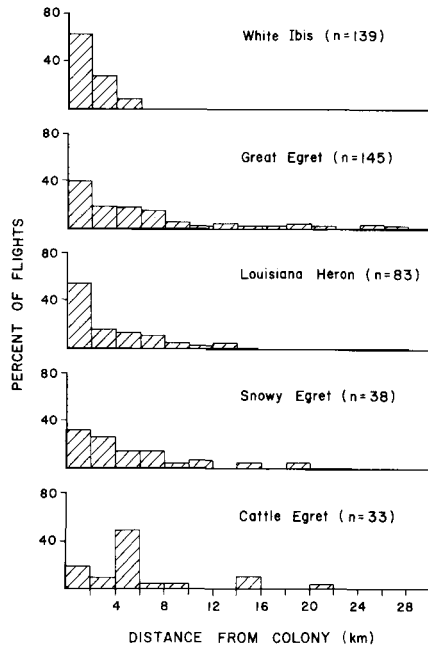 80
40
White Ibis (n=139)
80
40
Great Egret (n=145)
80
40
Louisiana Heron (n=83)
80
40
Snowy Egret (n=38)
80
40
Cattle Egret (n=33)
PERCENT OF FLIGHTS
4 8 12 16 20 24 28
DISTANCE FROM COLONY (km)